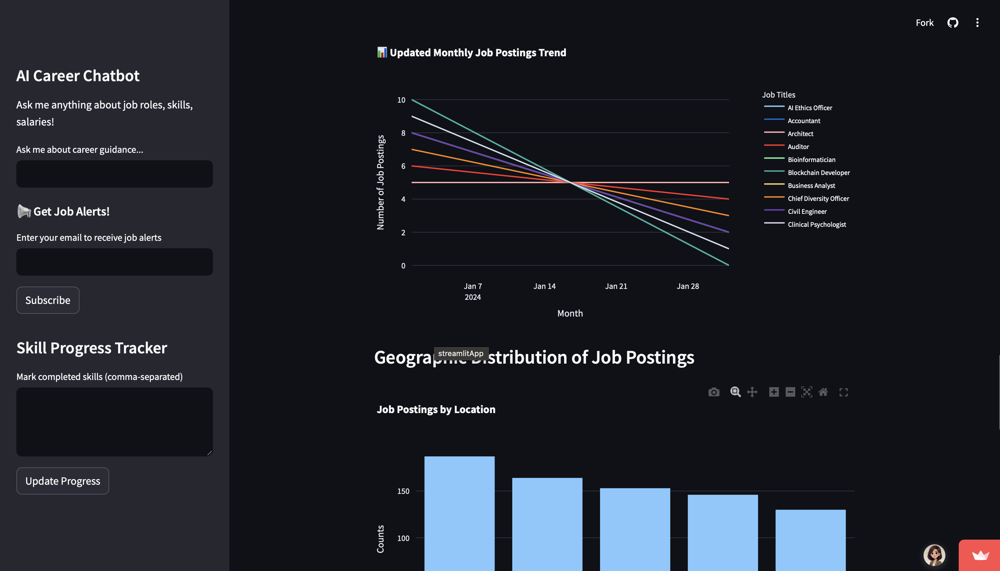 Fork
AI Career Chatbot
Ask me anything about job roles, skills,
salaries!
Ask me about career guidance...
Get Job Alerts!
Enter your email to receive job alerts
Subscribe
Skill Progress Tracker
Mark completed skills (comma-separated)
Update Progress
Updated Monthly Job Postings Trend
Number of Job Postings
10
8
6
4
2
0
Jan 7
2024
Jan 14
Jan 21
Jan 28
Month
Job Titles
AI Ethics Officer
Accountant
Architect
Auditor
Bioinformatician
Blockchain Developer
Business Analyst
Chief Diversity Officer
Civil Engineer
Clinical Psychologist
Geographic Distribution of Job Postings
streamlitApp
Job Postings by Location
Counts
150
100